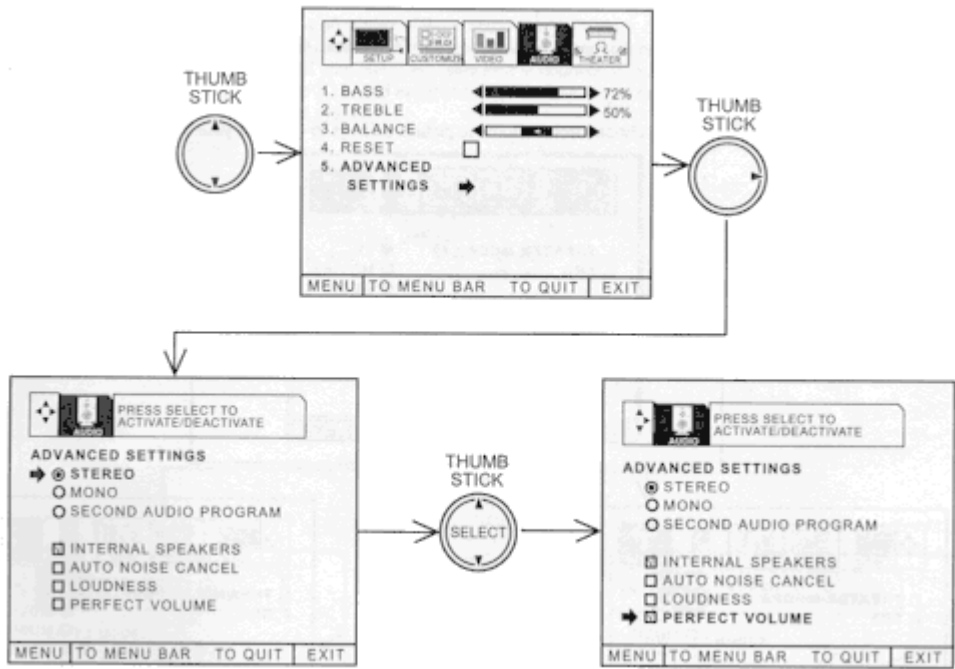 SETUP CUSTOMIZE VIDEO AUDIO THEATER
THUMB
STICK
1. BASS 72%
2. TREBLE 50%
3. BALANCE
4. RESET
5. ADVANCED
SETTINGS
MENU TO MENU BAR TO QUIT EXIT
THUMB
STICK
AUDIO
PRESS SELECT TO
ACTIVATE/DEACTIVATE
ADVANCED SETTINGS
STEREO
MONO
SECOND AUDIO PROGRAM
INTERNAL SPEAKERS
AUTO NOISE CANCEL
LOUDNESS
PERFECT VOLUME
MENU TO MENU BAR TO QUIT EXIT
THUMB
STICK
SELECT
AUDIO
PRESS SELECT TO
ACTIVATE/DEACTIVATE
ADVANCED SETTINGS
STEREO
MONO
SECOND AUDIO PROGRAM
INTERNAL SPEAKERS
AUTO NOISE CANCEL
LOUDNESS
PERFECT VOLUME
MENU TO MENU BAR TO QUIT EXIT